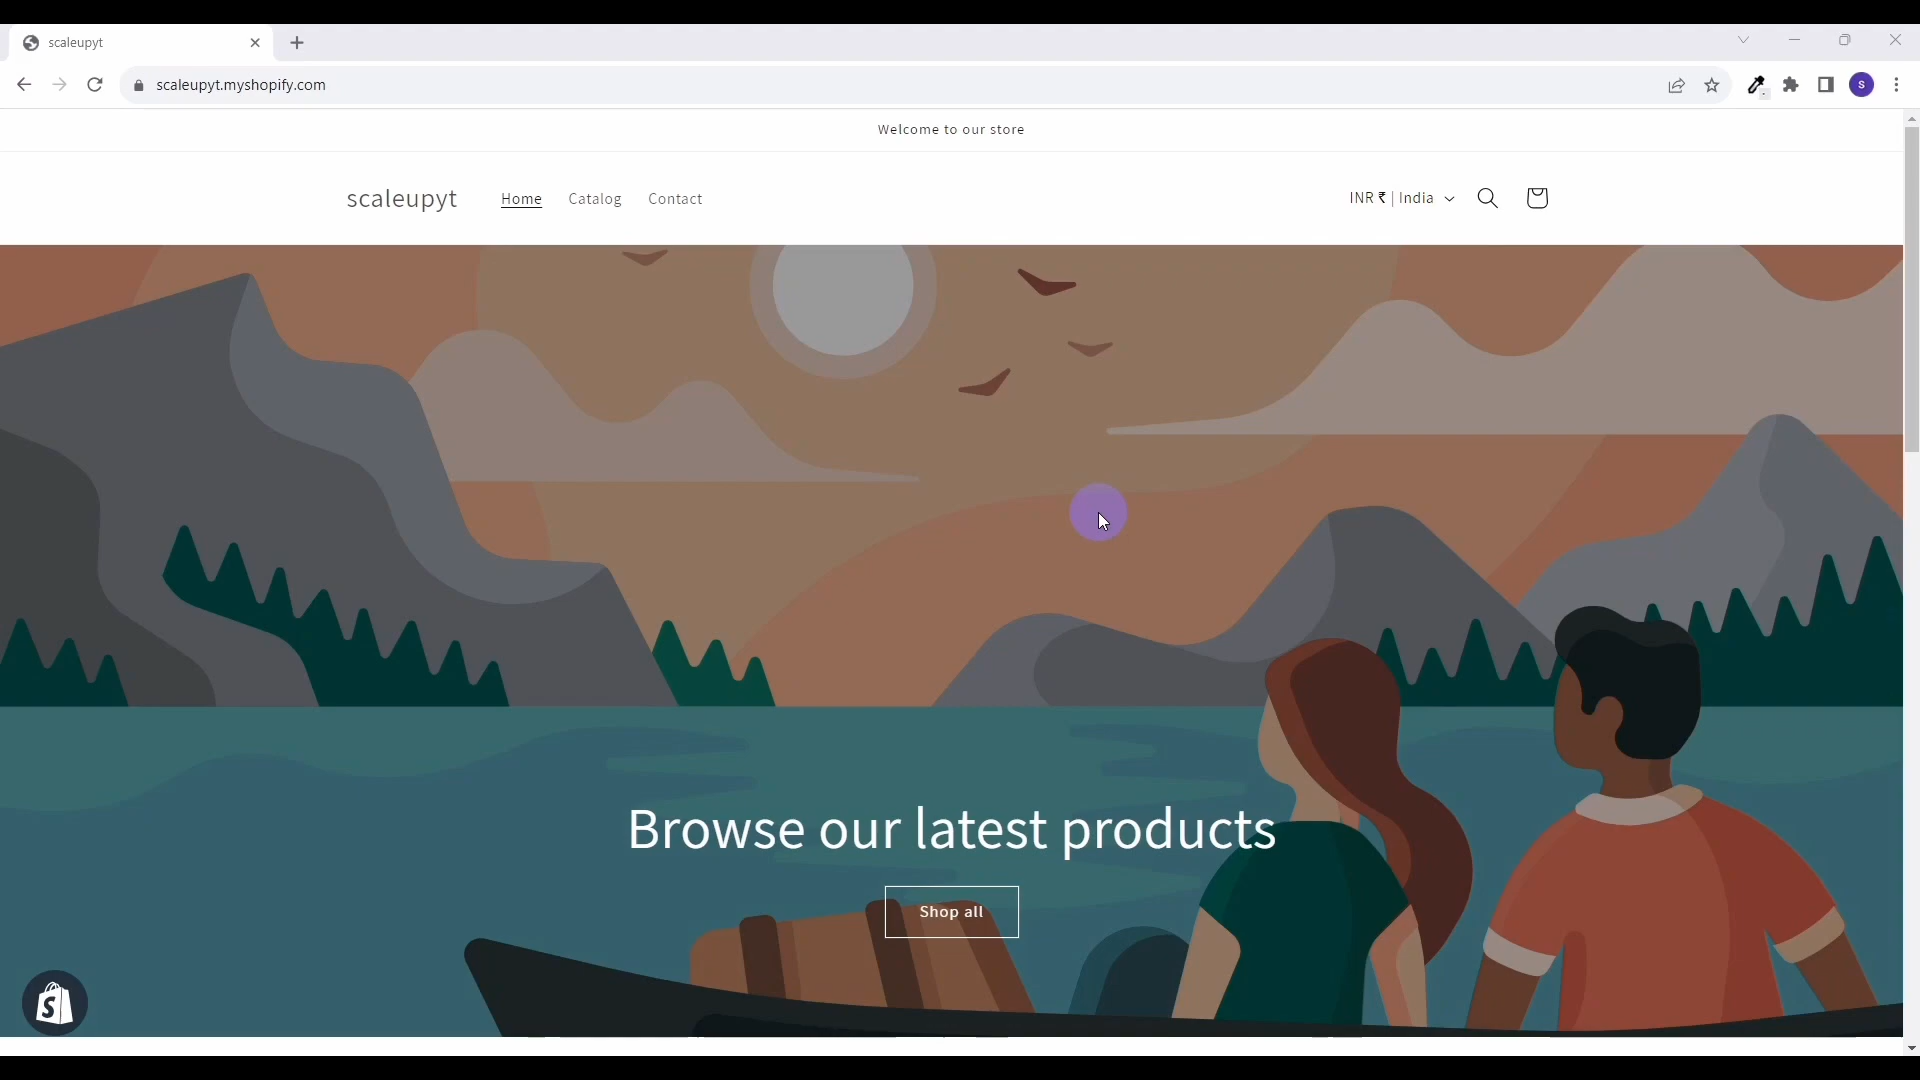 scaleupyt
scaleupyt.myshopify.com
S
Welcome to our store
scaleupyt Home Catalog Contact INR ₹ | India
Browse our latest products
Shop all
S